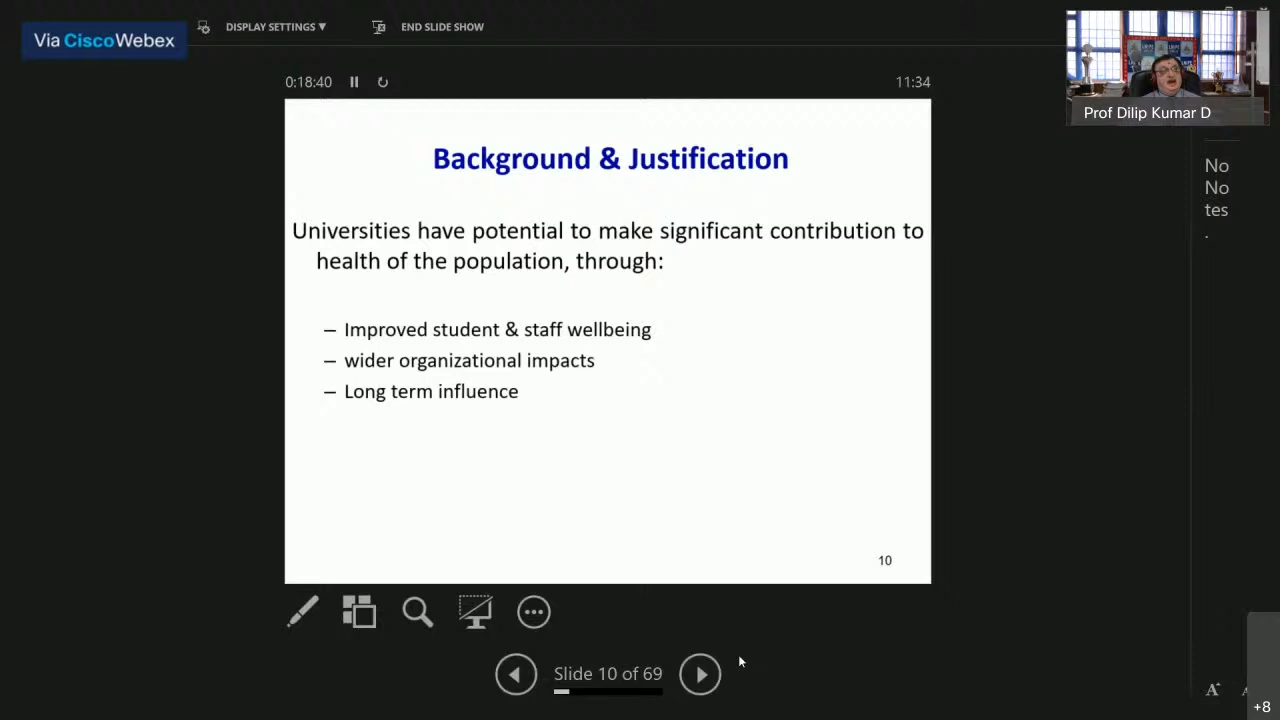 Via CiscoWebex
DISPLAY SETTINGS ▼
END SLIDE SHOW
0:18:40
11:34
Prof Dilip Kumar D
Background & Justification
Universities have potential to make significant contribution to
health of the population, through:
– Improved student & staff wellbeing
– wider organizational impacts
– Long term influence
10
No
No
tes
.
Slide 10 of 69
A
+8